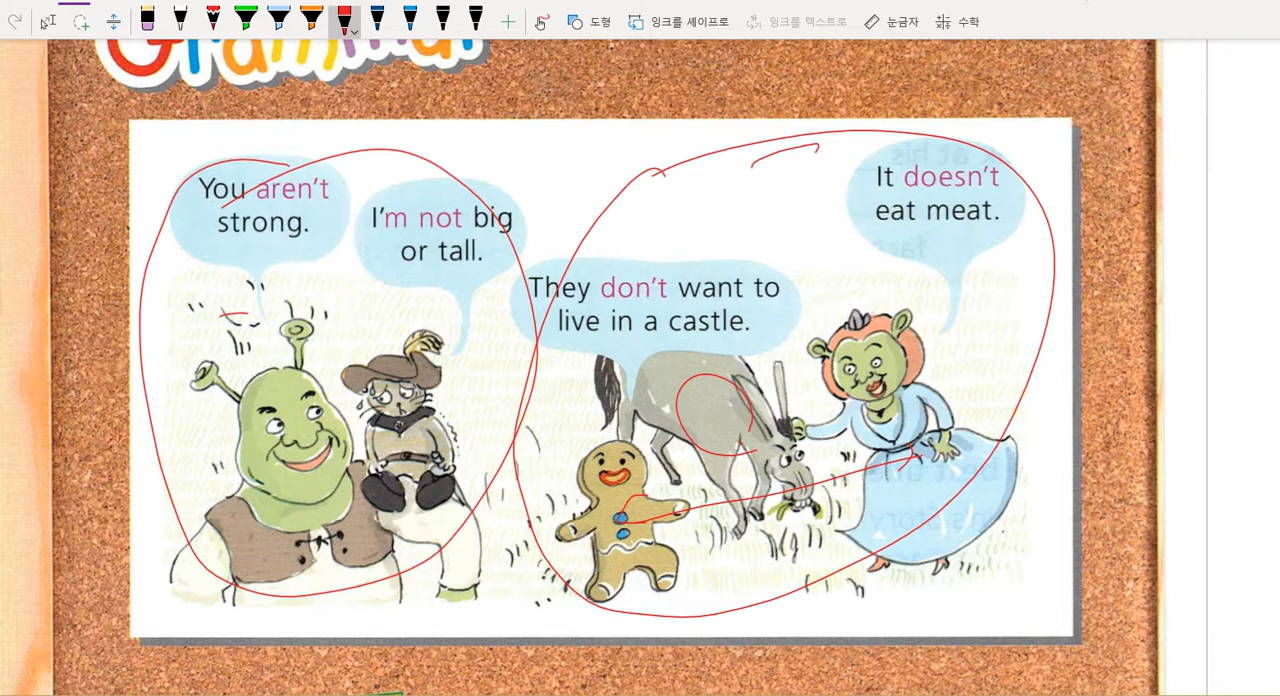 도형
잉크를 셰이프로
잉크를 텍스트로
눈금자
수학
Grammar
You aren't
strong.
I'm not big
or tall.
They don't want to
live in a castle.
It doesn't
eat meat.